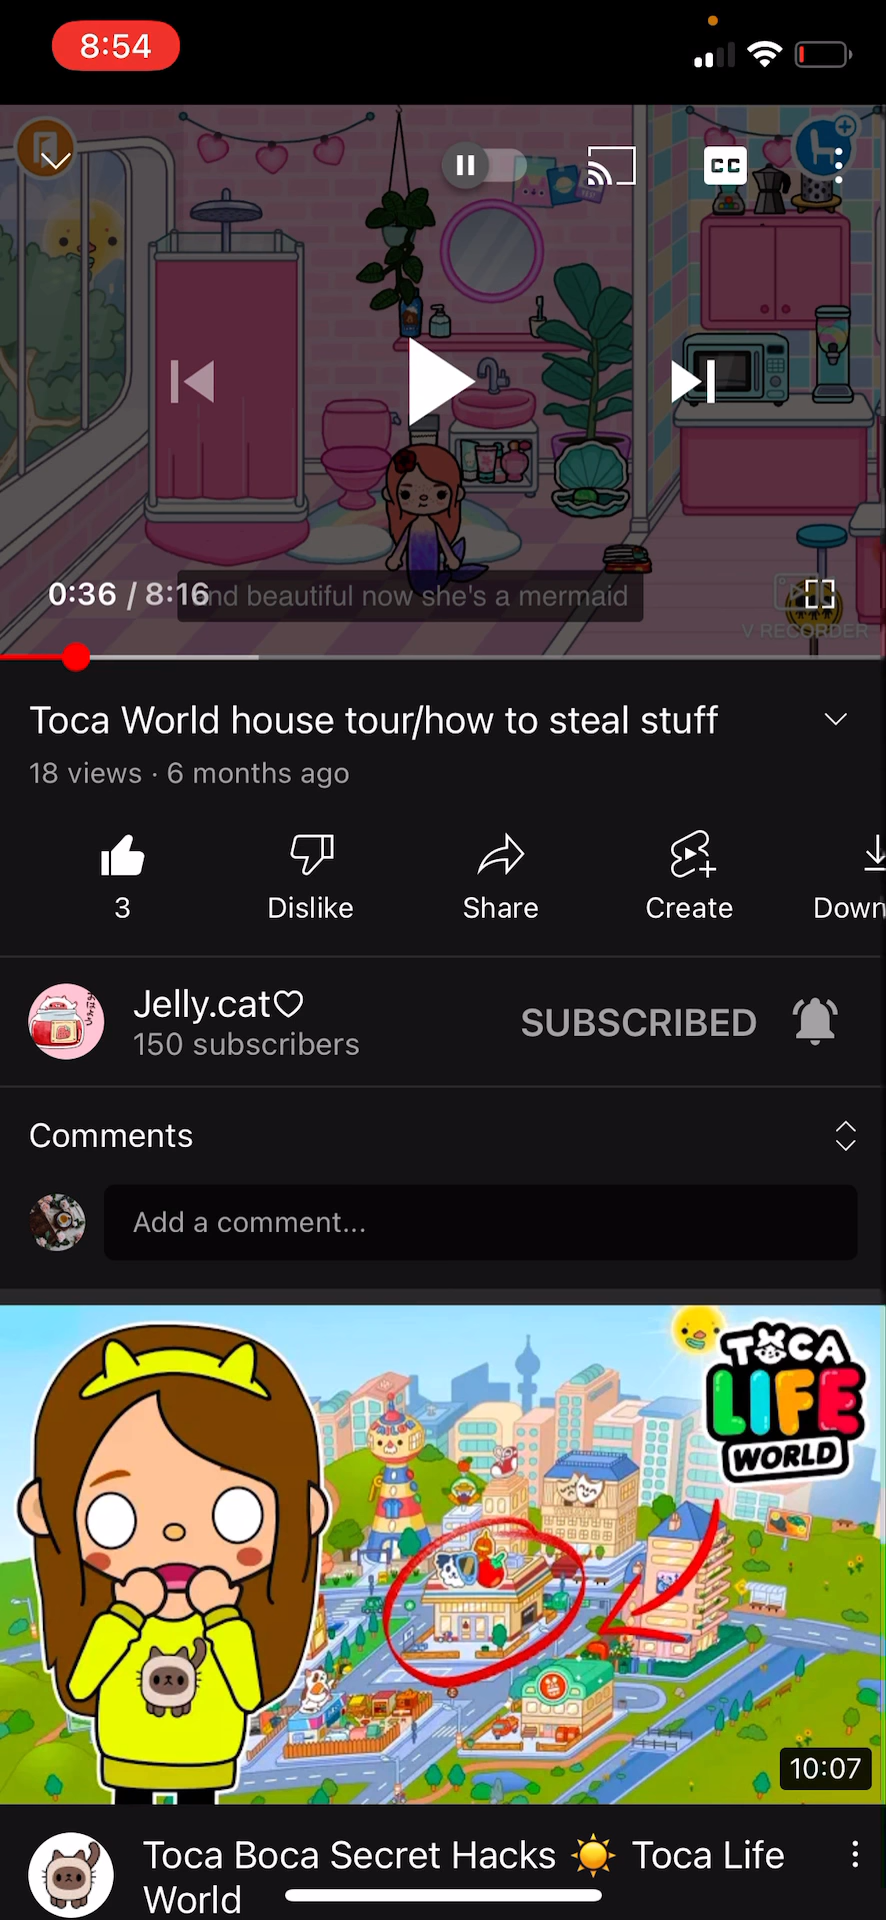 8:54
CC
0:36 / 8:16
nd beautiful now she's a mermaid
V RECORDER
Toca World house tour/how to steal stuff
18 views · 6 months ago
3
Dislike
Share
Create
Down
Jelly.cat♡
150 subscribers
SUBSCRIBED
Comments
Add a comment...
TOCA
LIFE
WORLD
10:07
Toca Boca Secret Hacks ☀️ Toca Life
World